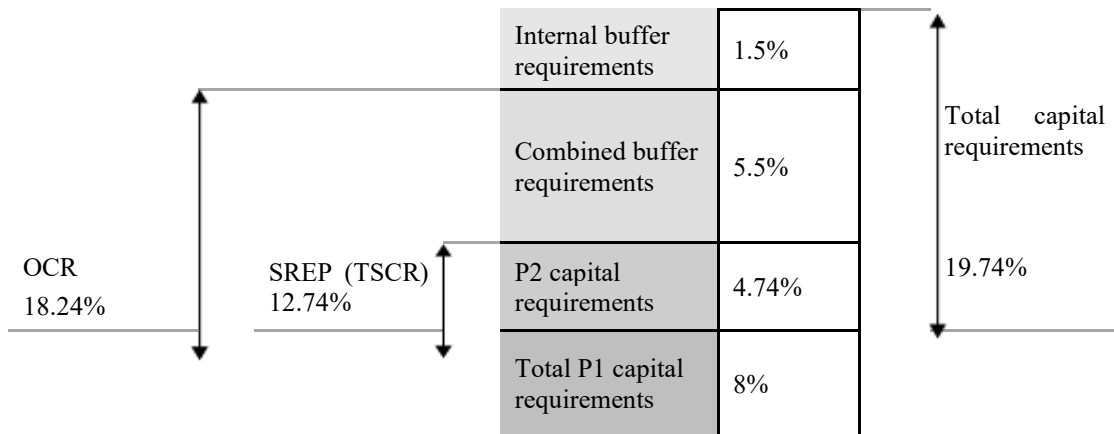 Internal buffer
requirements
1.5%
Total capital
requirements
Combined buffer
requirements
5.5%
OCR
18.24%
SREP (TSCR)
12.74%
P2 capital
requirements
4.74%
19.74%
Total P1 capital
requirements
8%